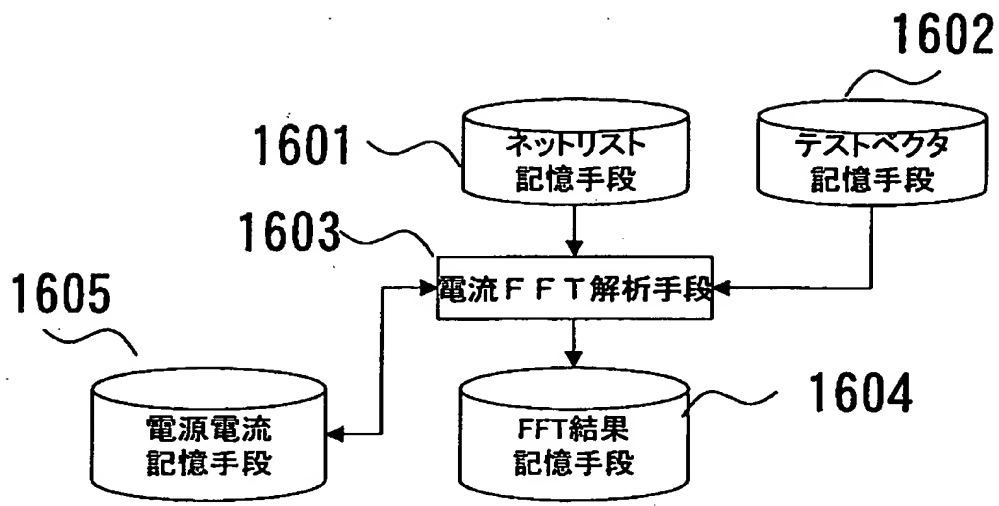 1602
1601
ネットリスト
記憶手段
テストベクタ
記憶手段
1603
電流FFT解析手段
1605
電源電流
記憶手段
FFT結果
記憶手段
1604